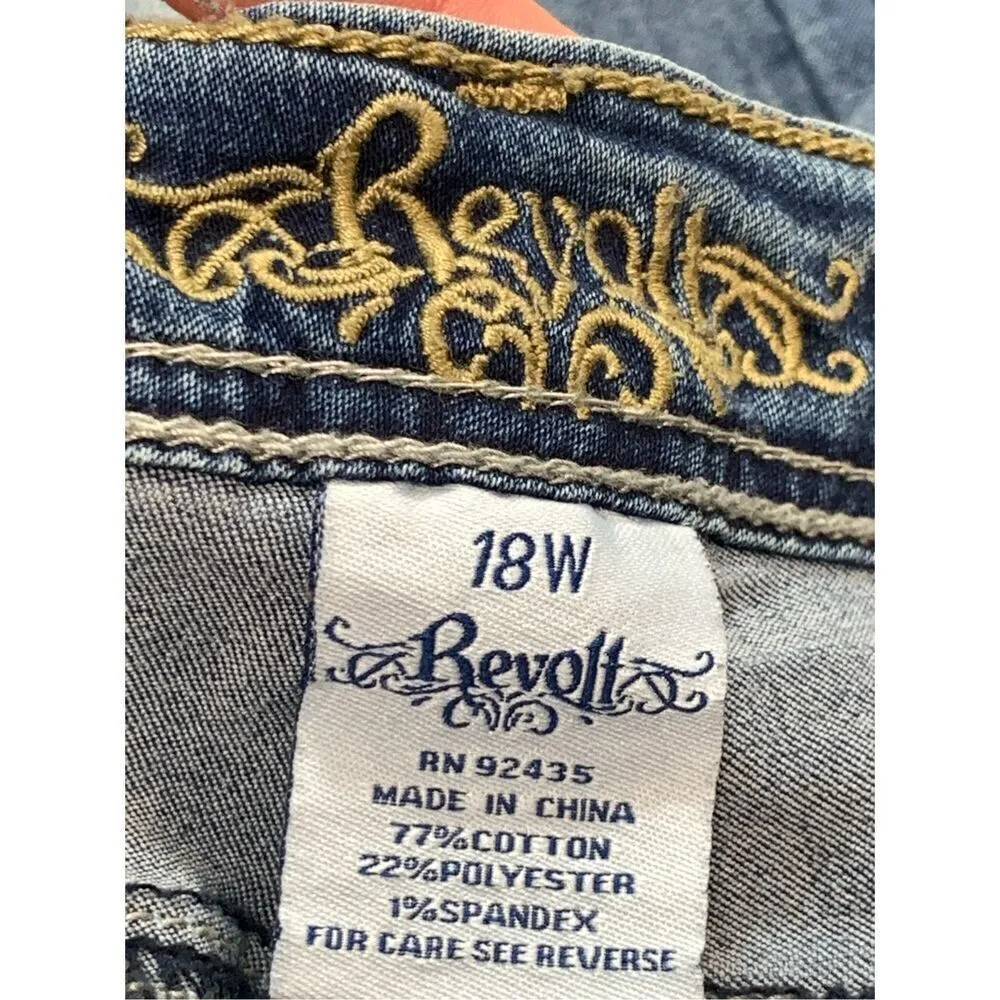 Revolt
18W
Revolt
RN 92435
MADE IN CHINA
77%COTTON
22%POLYESTER
1%SPANDEX
FOR CARE SEE REVERSE